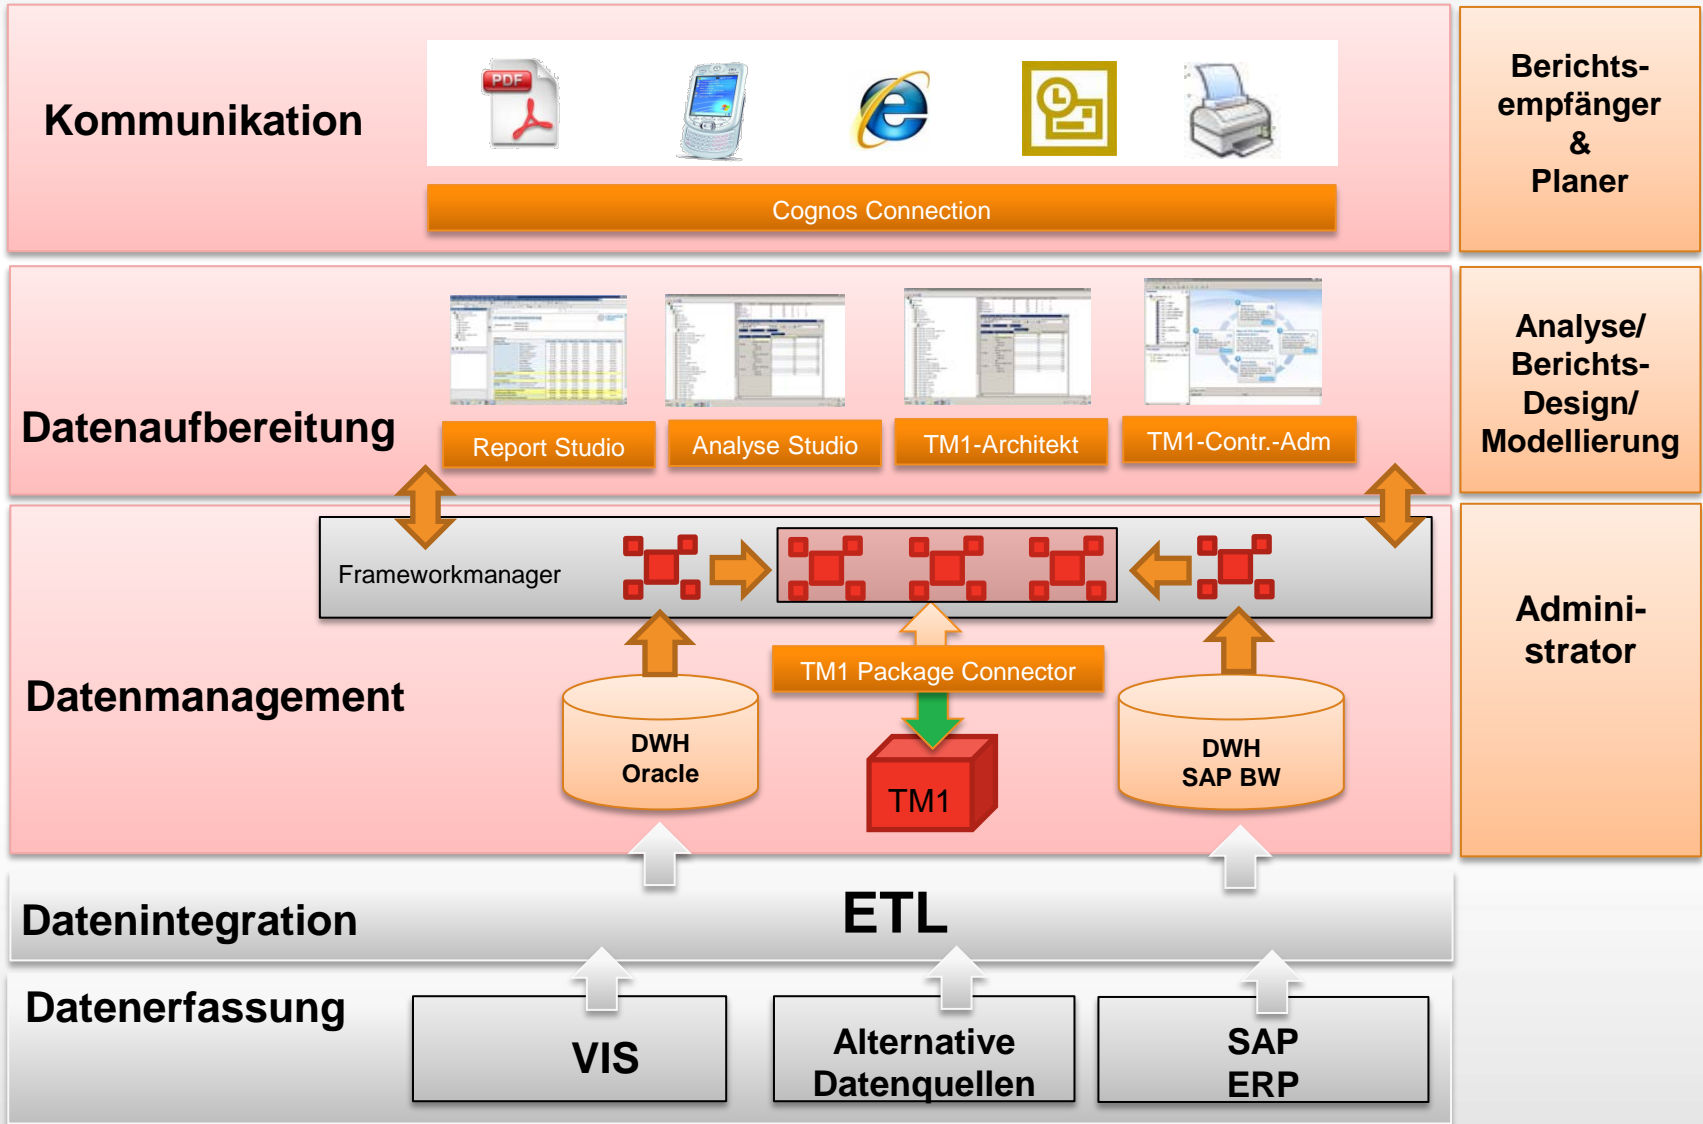 Kommunikation
PDF
Cognos Connection
Berichts-
empfänger
&
Planer
Datenaufbereitung
Report Studio
Analyse Studio
TM1-Architekt
TM1-Contr.-Adm
Analyse/
Berichts-
Design/
Modellierung
Datenmanagement
Frameworkmanager
TM1 Package Connector
DWH
Oracle
TM1
DWH
SAP BW
Admini-
strator
Datenintegration
ETL
Datenerfassung
VIS
Alternative
Datenquellen
SAP
ERP